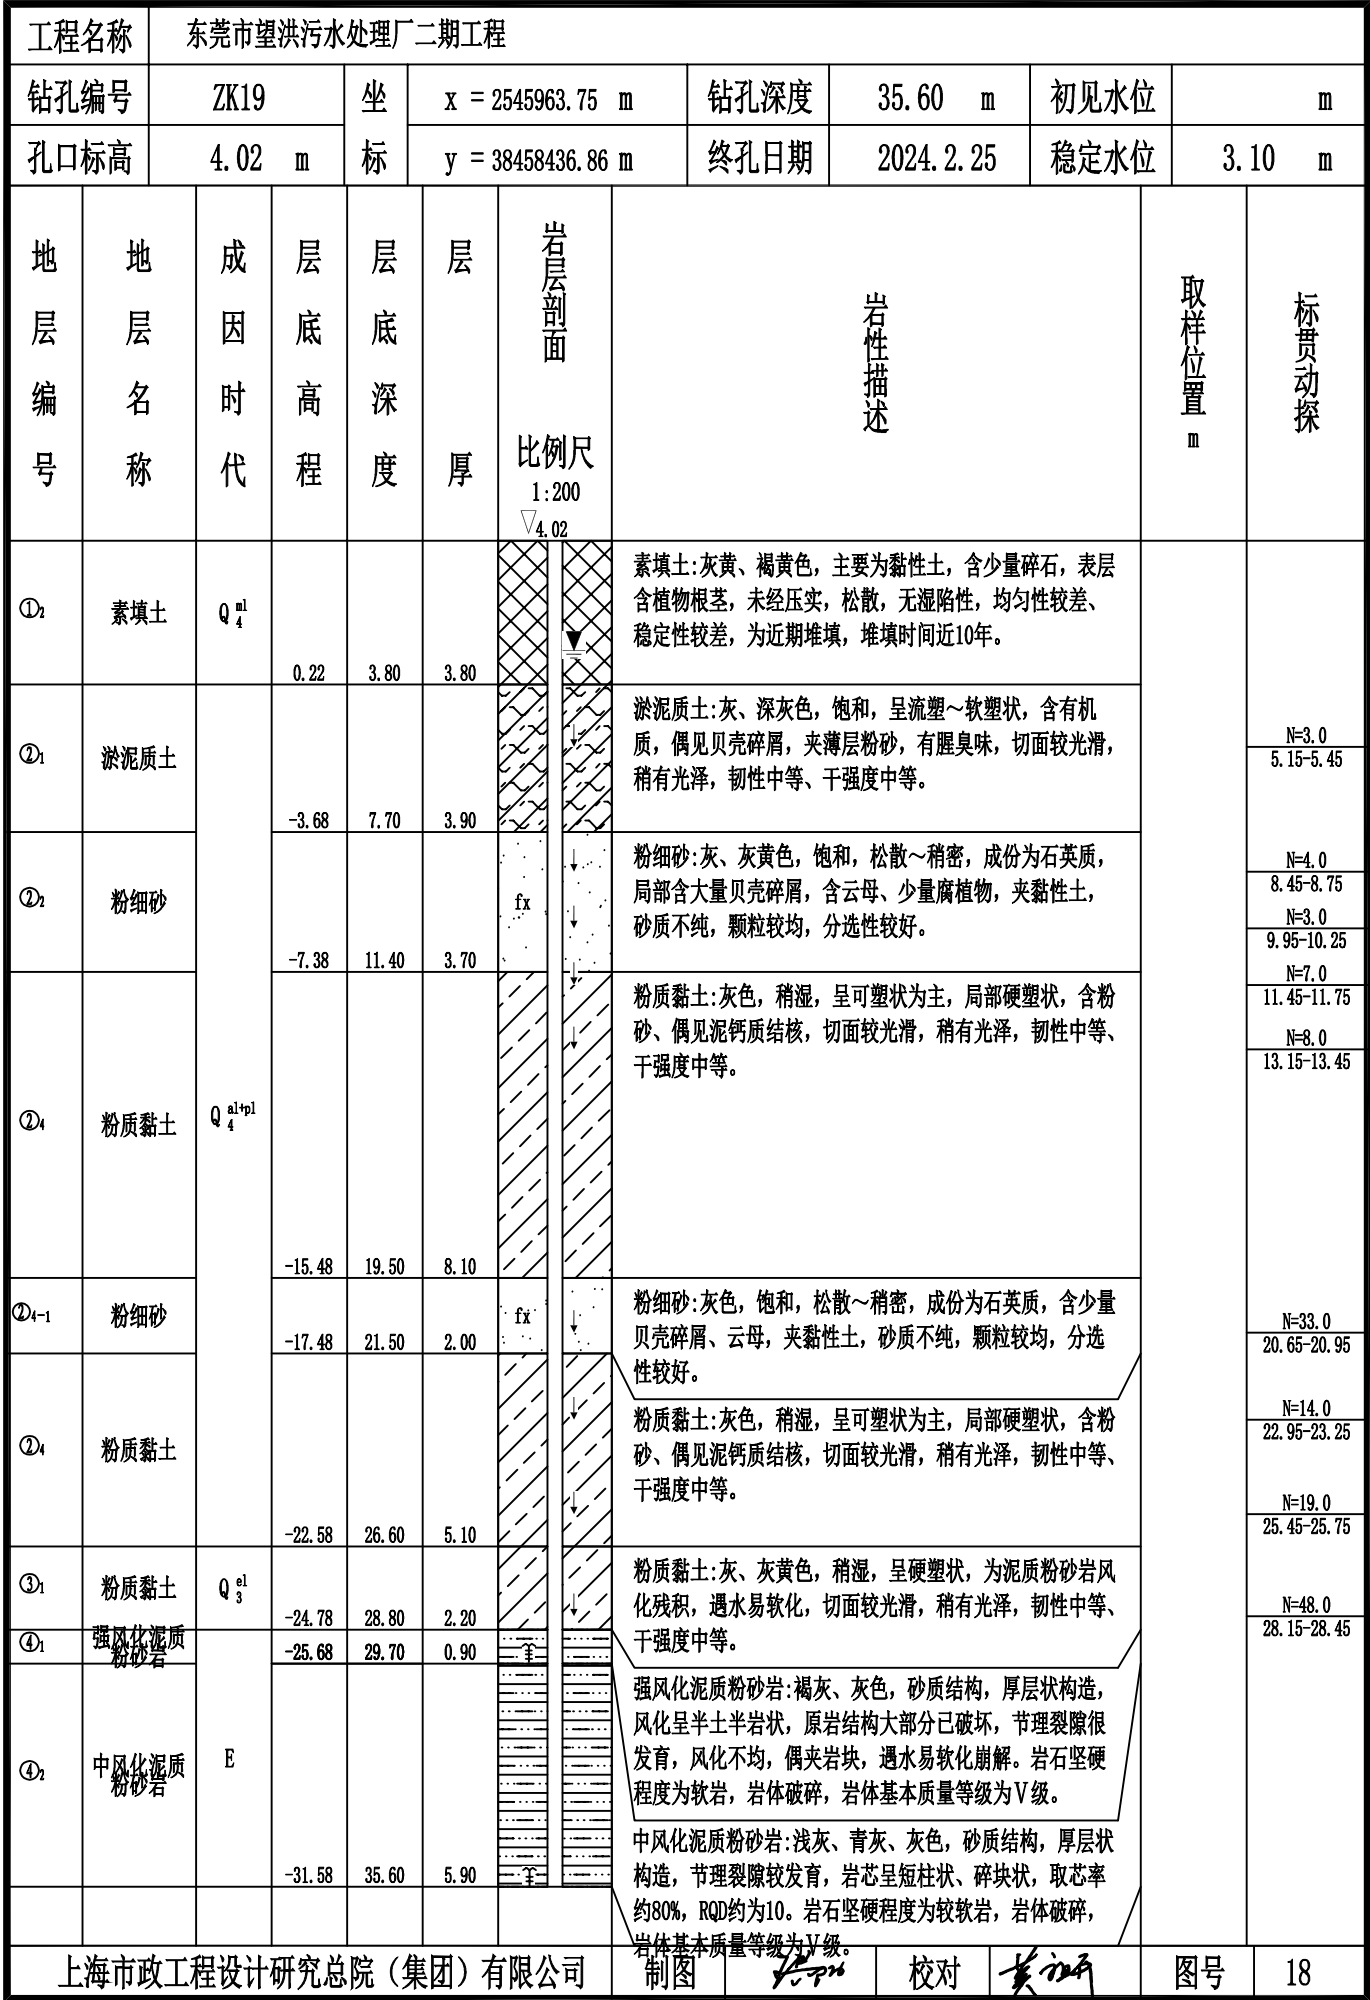 工程名称 东莞市望洪污水处理厂二期工程
钻孔编号 ZK19 坐标 x = 2545963.75 m 钻孔深度 35.60 m 初见水位 m
孔口标高 4.02 m y = 38458436.86 m 终孔日期 2024.2.25 稳定水位 3.10 m
地层编号 地层名称 成因时代 层底高程 层底深度 层厚 岩层剖面 岩性描述 取样位置 m 标贯动探
比例尺
1:200
4.02
①2 素填土 Q4ml 0.22 3.80 3.80
素填土:灰黄、褐黄色，主要为黏性土，含少量碎石，表层
含植物根茎，未经压实，松散，无湿陷性，均匀性较差、
稳定性较差，为近期堆填，堆填时间近10年。
②1 淤泥质土 -3.68 7.70 3.90
淤泥质土:灰、深灰色，饱和，呈流塑～软塑状，含有机
质，偶见贝壳碎屑，夹薄层粉砂，有腥臭味，切面较光滑，
稍有光泽，韧性中等、干强度中等。
N=3.0
5.15-5.45
②2 粉细砂 -7.38 11.40 3.70
fx
粉细砂:灰、灰黄色，饱和，松散～稍密，成份为石英质，
局部含大量贝壳碎屑，含云母、少量腐植物，夹黏性土，
砂质不纯，颗粒较均，分选性较好。
N=4.0
8.45-8.75
N=3.0
9.95-10.25
②4 粉质黏土 Q4al+pl -15.48 19.50 8.10
粉质黏土:灰色，稍湿，呈可塑状为主，局部硬塑状，含粉
砂、偶见泥钙质结核，切面较光滑，稍有光泽，韧性中等、
干强度中等。
N=7.0
11.45-11.75
N=8.0
13.15-13.45
②4-1 粉细砂 -17.48 21.50 2.00
fx
粉细砂:灰色，饱和，松散～稍密，成份为石英质，含少量
贝壳碎屑、云母，夹黏性土，砂质不纯，颗粒较均，分选
性较好。
N=33.0
20.65-20.95
②4 粉质黏土 -22.58 26.60 5.10
粉质黏土:灰色，稍湿，呈可塑状为主，局部硬塑状，含粉
砂、偶见泥钙质结核，切面较光滑，稍有光泽，韧性中等、
干强度中等。
N=14.0
22.95-23.25
N=19.0
25.45-25.75
③1 粉质黏土 Q3el -24.78 28.80 2.20
粉质黏土:灰、灰黄色，稍湿，呈硬塑状，为泥质粉砂岩风
化残积，遇水易软化，切面较光滑，稍有光泽，韧性中等、
干强度中等。
N=48.0
28.15-28.45
④1 强风化泥质
粉砂岩 -25.68 29.70 0.90
强风化泥质粉砂岩:褐灰、灰色，砂质结构，厚层状构造，
风化呈半土半岩状，原岩结构大部分已破坏，节理裂隙很
发育，风化不均，偶夹岩块，遇水易软化崩解。岩石坚硬
程度为软岩，岩体破碎，岩体基本质量等级为Ⅴ级。
④2 中风化泥质
粉砂岩 E -31.58 35.60 5.90
中风化泥质粉砂岩:浅灰、青灰、灰色，砂质结构，厚层状
构造，节理裂隙较发育，岩芯呈短柱状、碎块状，取芯率
约80%，RQD约为10。岩石坚硬程度为较软岩，岩体破碎，
岩体基本质量等级为Ⅴ级。
上海市政工程设计研究总院（集团）有限公司 制图 校对 图号 18